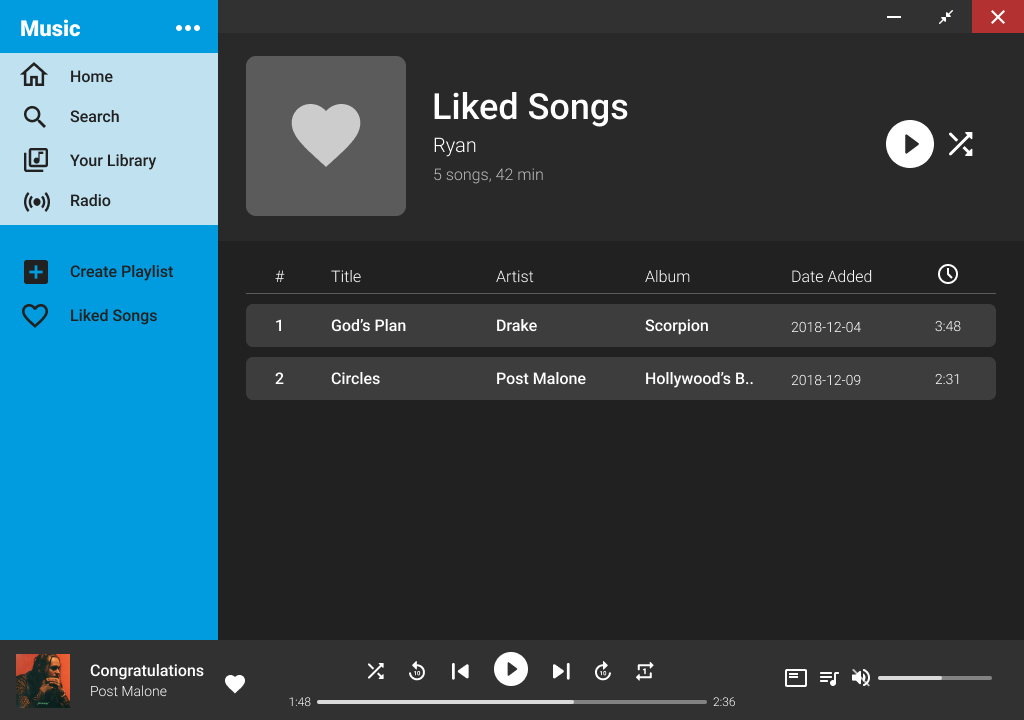 Music
Home
Search
Your Library
Radio
Create Playlist
Liked Songs
Liked Songs
Ryan
5 songs, 42 min
# Title Artist Album Date Added
1 God’s Plan Drake Scorpion 2018-12-04 3:48
2 Circles Post Malone Hollywood’s B.. 2018-12-09 2:31
Congratulations
Post Malone
10 10 1
1:48 2:36